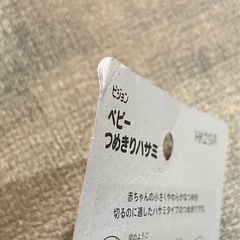 ピジョン
ベビー
つめきりハサミ
赤ちゃんの小さくやわらかなつめを
切るのに適したハサミタイプのつめきりです。